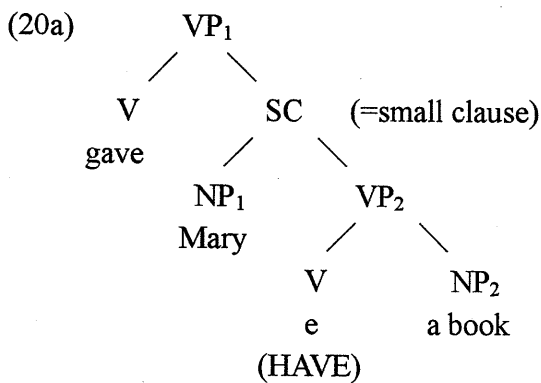 (20a) VP₁
V SC (=small clause)
gave
NP₁ VP₂
Mary
V NP₂
e a book
(HAVE)